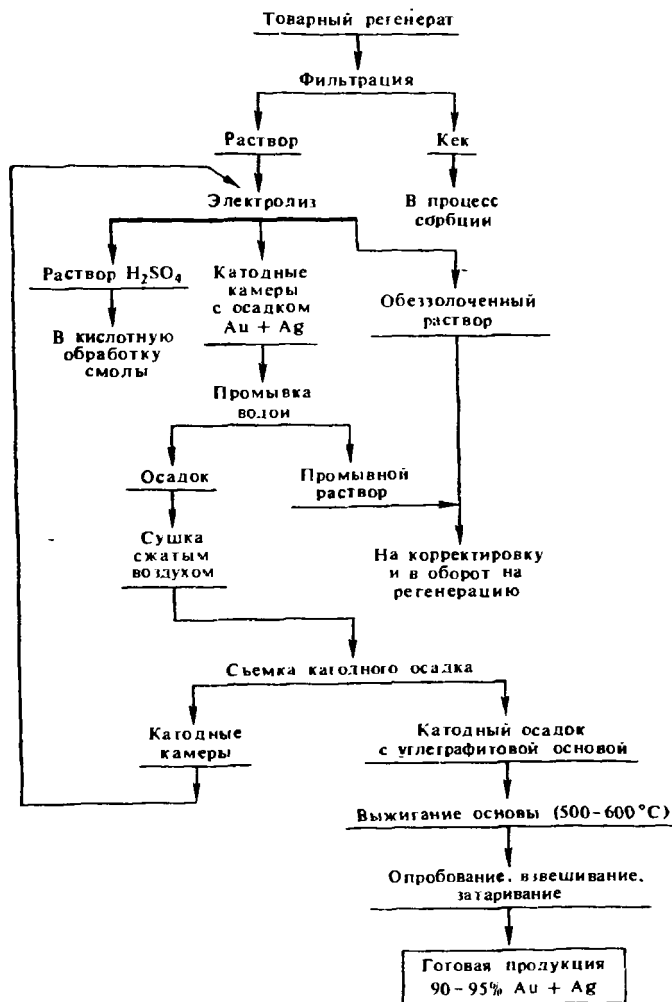 Товарный регенерат
Фильтрация
Раствор
Кек
Электролиз
В процесс
сорбции
Раствор H₂SO₄
В кислотную
обработку
смолы
Катодные
камеры
с осадком
Au + Ag
Обеззолоченный
раствор
Промывка
водои
Осадок
Промывной
раствор
Сушка
сжатым
воздухом
На корректировку
и в оборот на
регенерацию
Съемка катодного осадка
Катодные
камеры
Катодный осадок
с углеграфитовой основой
Выжигание основы (500-600°С)
Опробование, взвешивание,
затаривание
Готовая продукция
90-95% Au + Ag